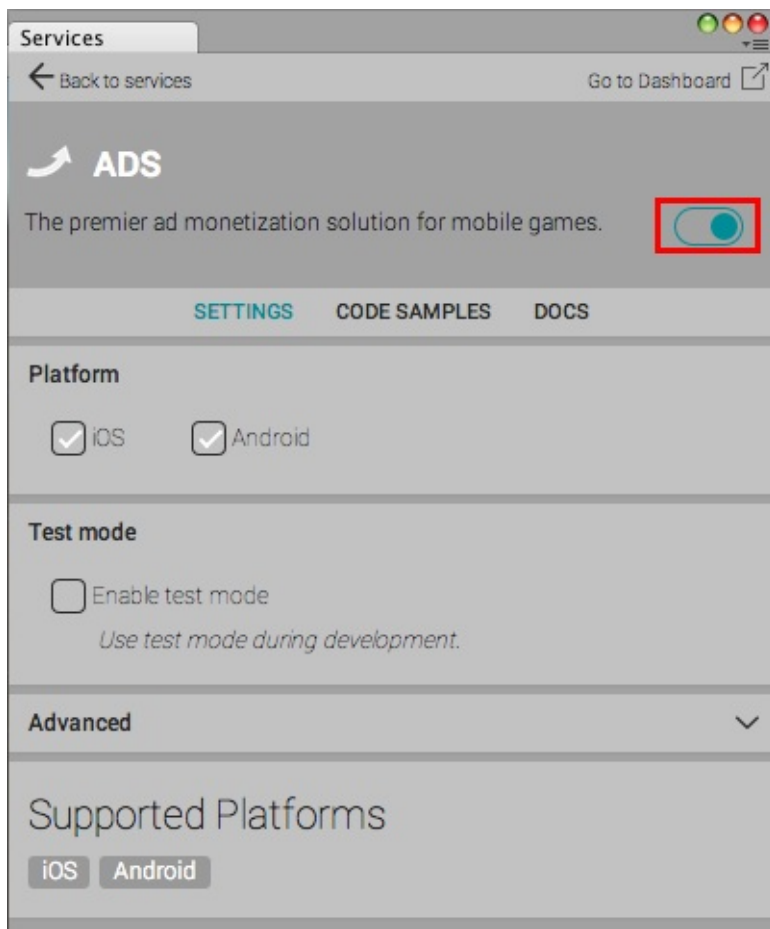 Services
Back to services
Go to Dashboard
ADS
The premier ad monetization solution for mobile games.
SETTINGS CODE SAMPLES DOCS
Platform
iOS Android
Test mode
Enable test mode
Use test mode during development.
Advanced
Supported Platforms
iOS Android